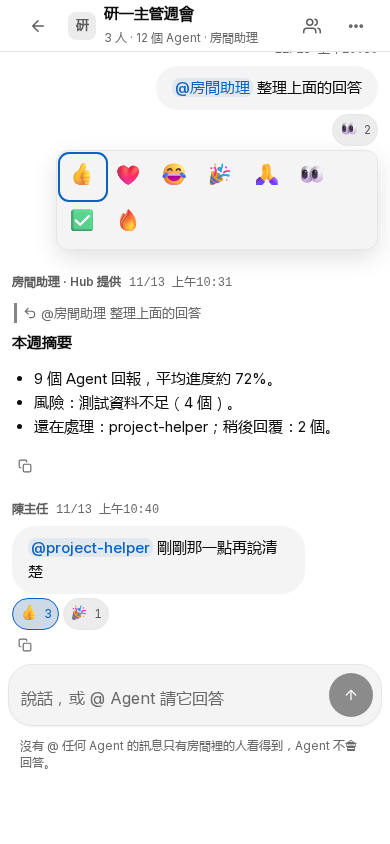 研
研一主管週會
3 人 · 12 個 Agent · 房間助理
@房間助理 整理上面的回答
👀 2
👍 ❤️ 😂 🎉 🙏 👀
✅ 🔥
房間助理 · Hub 提供 11/13 上午10:31
@房間助理 整理上面的回答
本週摘要
• 9 個 Agent 回報，平均進度約 72%。
• 風險：測試資料不足（4 個）。
• 還在處理：project-helper；稍後回覆：2 個。
陳主任 11/13 上午10:40
@project-helper 剛剛那一點再說清
楚
👍 3 🎉 1
說話，或 @ Agent 請它回答
沒有 @ 任何 Agent 的訊息只有房間裡的人看得到，Agent 不會
回答。